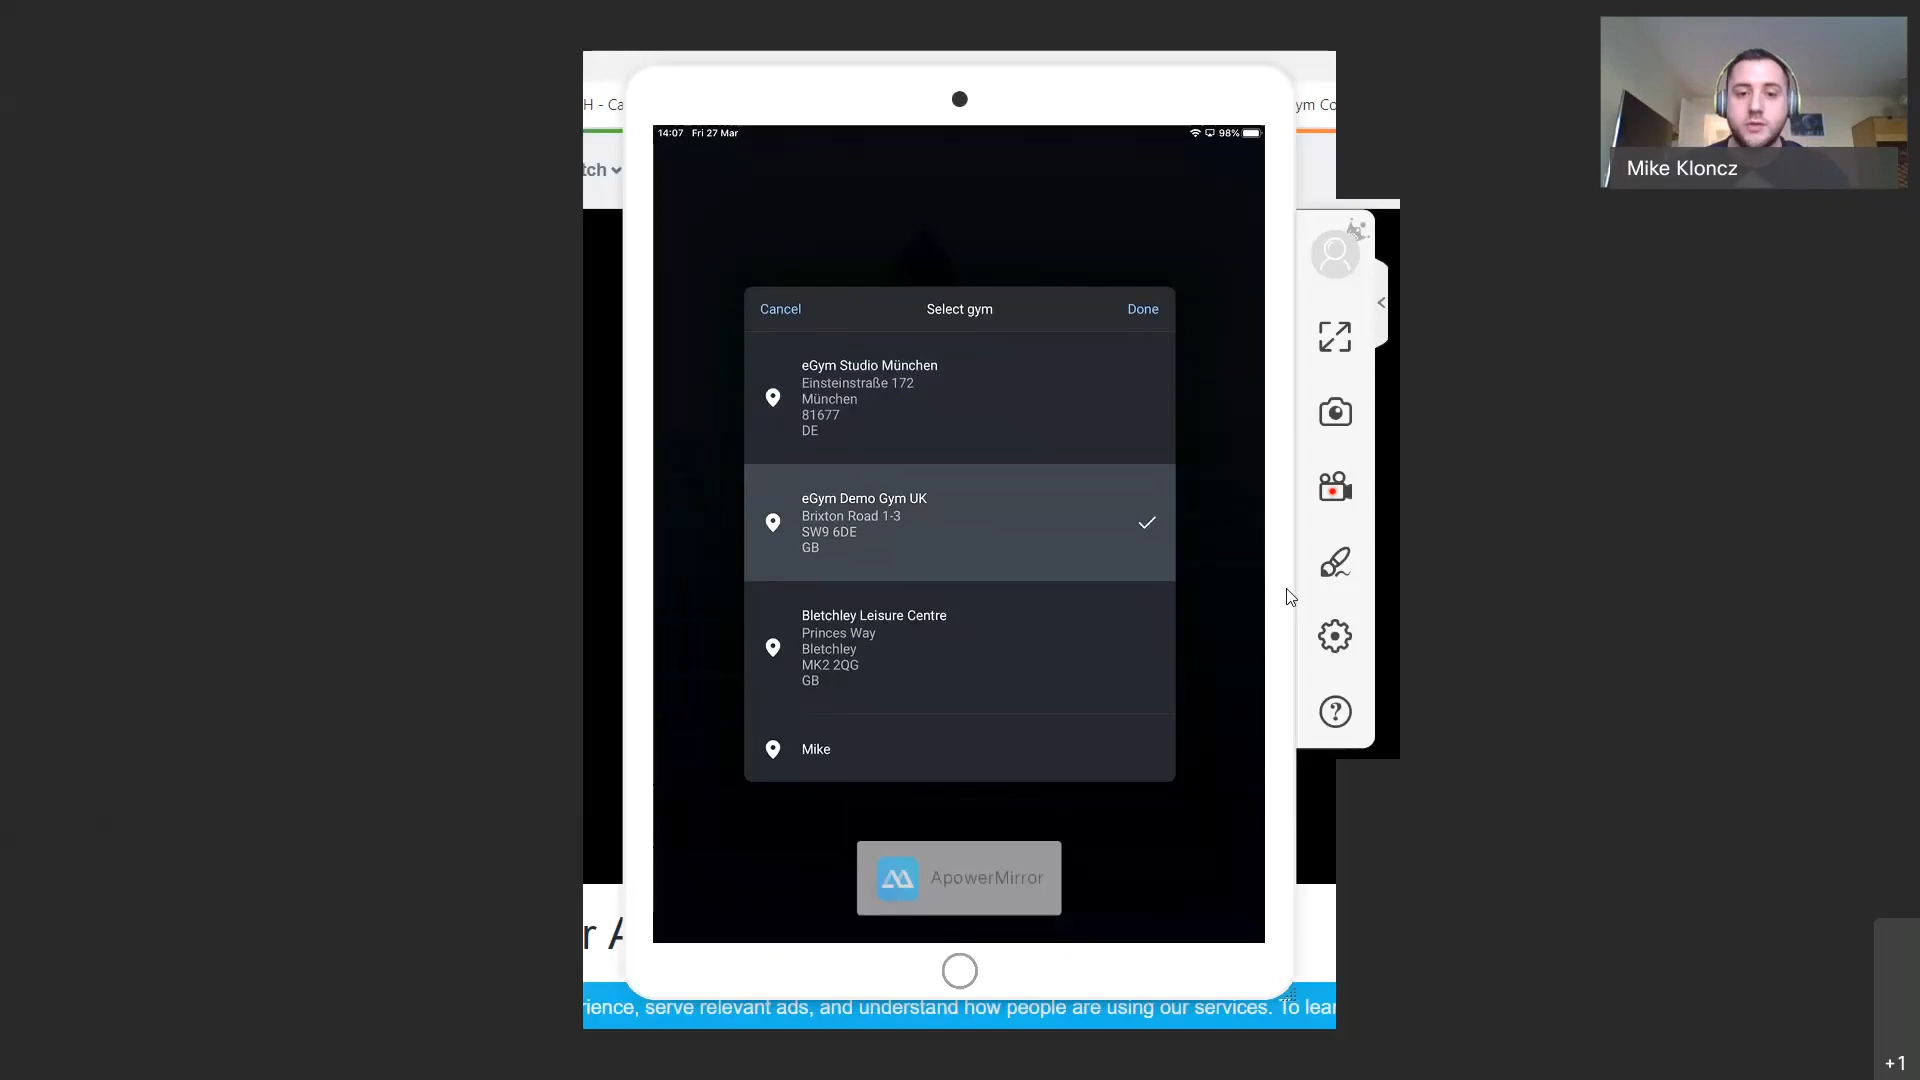 H - Ca
ym Co
tch
14:07 Fri 27 Mar
98%
Mike Kloncz
Cancel
Select gym
Done
eGym Studio München
Einsteinstraße 172
München
81677
DE
eGym Demo Gym UK
Brixton Road 1-3
SW9 6DE
GB
Bletchley Leisure Centre
Princes Way
Bletchley
MK2 2QG
GB
Mike
ApowerMirror
r A
ience, serve relevant ads, and understand how people are using our services. To lear
+1